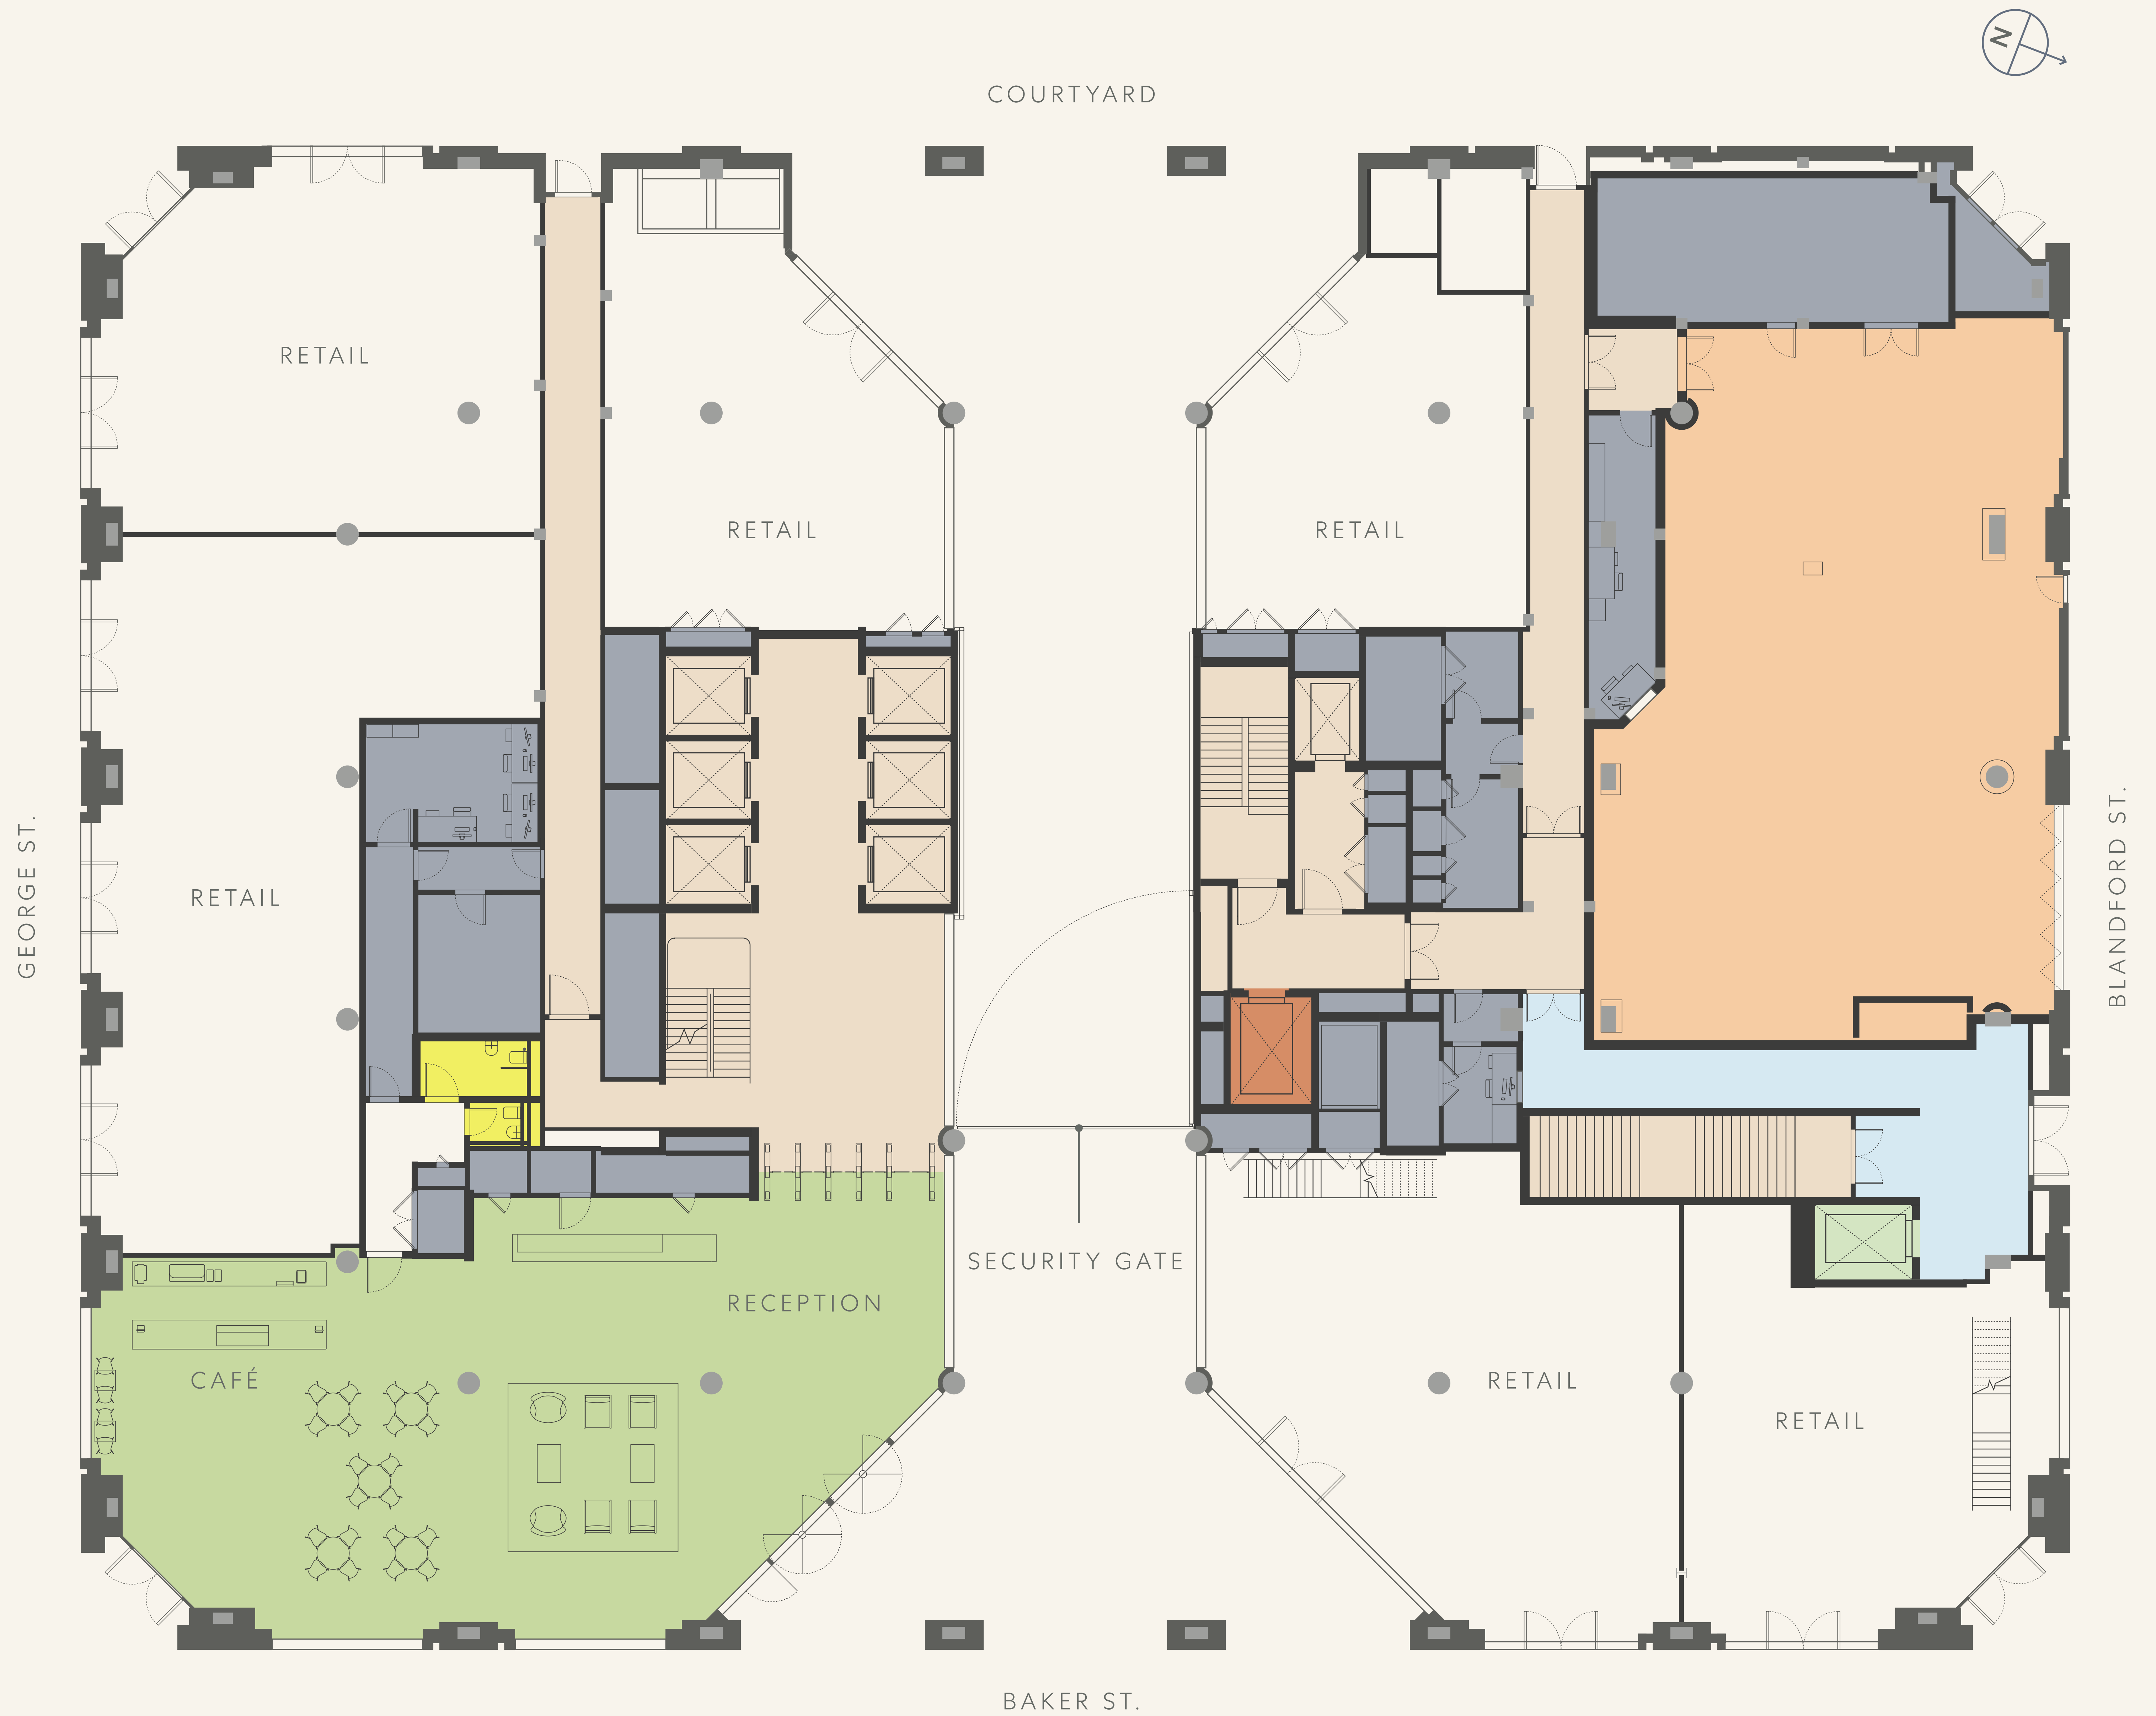 N
COURTYARD
RETAIL
RETAIL
RETAIL
GEORGE ST.
RETAIL
BLANDFORD ST.
SECURITY GATE
RECEPTION
CAFÉ
RETAIL
RETAIL
BAKER ST.